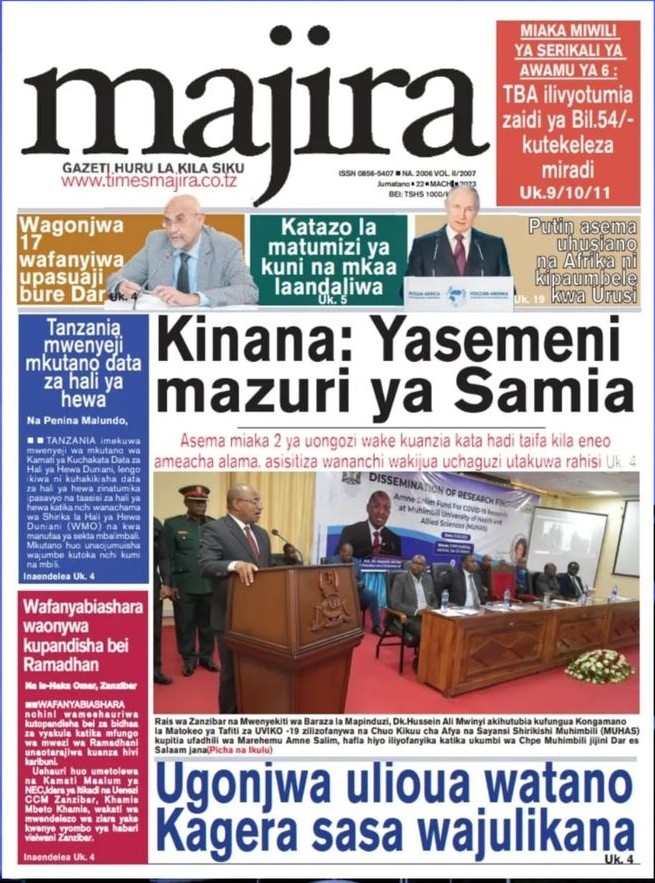 majira
GAZETI HURU LA KILA SIKU
www.timesmajira.co.tz
ISSN 0856-5407 ■ NA. 2006 VOL. II/2007
Jumatano ▪ 22 ▪ MACHI 2023
BEI: TSHS 1000/
MIAKA MIWILI
YA SERIKALI YA
AWAMU YA 6 :
TBA ilivyotumia
zaidi ya Bil.54/-
kutekeleza
miradi
Uk.9/10/11
Wagonjwa
17
wafanyiwa
upasuaji
bure Dar Uk. 4
Katazo la
matumizi ya
kuni na mkaa
laandaliwa
Uk. 5
Putin asema
uhusiano
na Afrika ni
kipaumbele
kwa Urusi
Uk. 19
Tanzania
mwenyeji
mkutano data
za hali ya
hewa
Na Penina Malundo,
■ ■ TANZANIA imekuwa
mwenyeji wa mkutano wa
Kamati ya Kuchakata Data za
Hali ya Hewa Duniani, lengo
ikiwa ni kuhakikisha data
za hali ya hewa zinatumika
ipasavyo na taasisi za hali ya
hewa katika nchi wanachama
wa Shirka la Hali ya Hewa
Duniani (WMO) na kwa
manufaa ya sekta mbalimbali.
Mkutano huo unaojumuisha
wajumbe kutoka nchi kumi
na mbili.
Inaendelea Uk. 4
Wafanyabiashara
waonywa
kupandisha bei
Ramadhan
Na Is-Haka Omar, Zanzibar
■■WAFANYABIASHARA
nchini wameshauriwa
kutopandisha bei za bidhaa
za vyakula katika mfungo
wa mwezi wa Ramadhani
unaotarajiwa kuanza hivi
karibuni.
Ushauri huo umetolewa
na Kamati Maalum ya
NEC,Idara ya Itikadi na Uenezi
CCM Zanzibar, Khamis
Mbeto Khamis, wakati wa
mwendelezo wa ziara yake
kwenye vyombo vya habari
visiwani Zanzibar.
Inaendelea Uk. 4
Kinana: Yasemeni
mazuri ya Samia
Asema miaka 2 ya uongozi wake kuanzia kata hadi taifa kila eneo
ameacha alama, asisitiza wananchi wakijua uchaguzi utakuwa rahisi Uk. 4
DISSEMINATION OF RESEARCH FIN
Amne Salim Fund For COVID-19 Research
at Muhimbili University of Health and
Allied Sciences (MUHAS)
Rais wa Zanzibar na Mwenyekiti wa Baraza la Mapinduzi, Dk.Hussein Ali Mwinyi akihutubia kufungua Kongamano
la Matokeo ya Tafiti za UVIKO -19 zilizofanywa na Chuo Kikuu cha Afya na Sayansi Shirikishi Muhimbili (MUHAS)
kupitia ufadhili wa Marehemu Amne Salim, hafla hiyo iliyofanyika katika ukumbi wa Chpe Muhimbili jijini Dar es
Salaam jana(Picha na Ikulu)
Ugonjwa ulioua watano
Kagera sasa wajulikana
Uk. 4